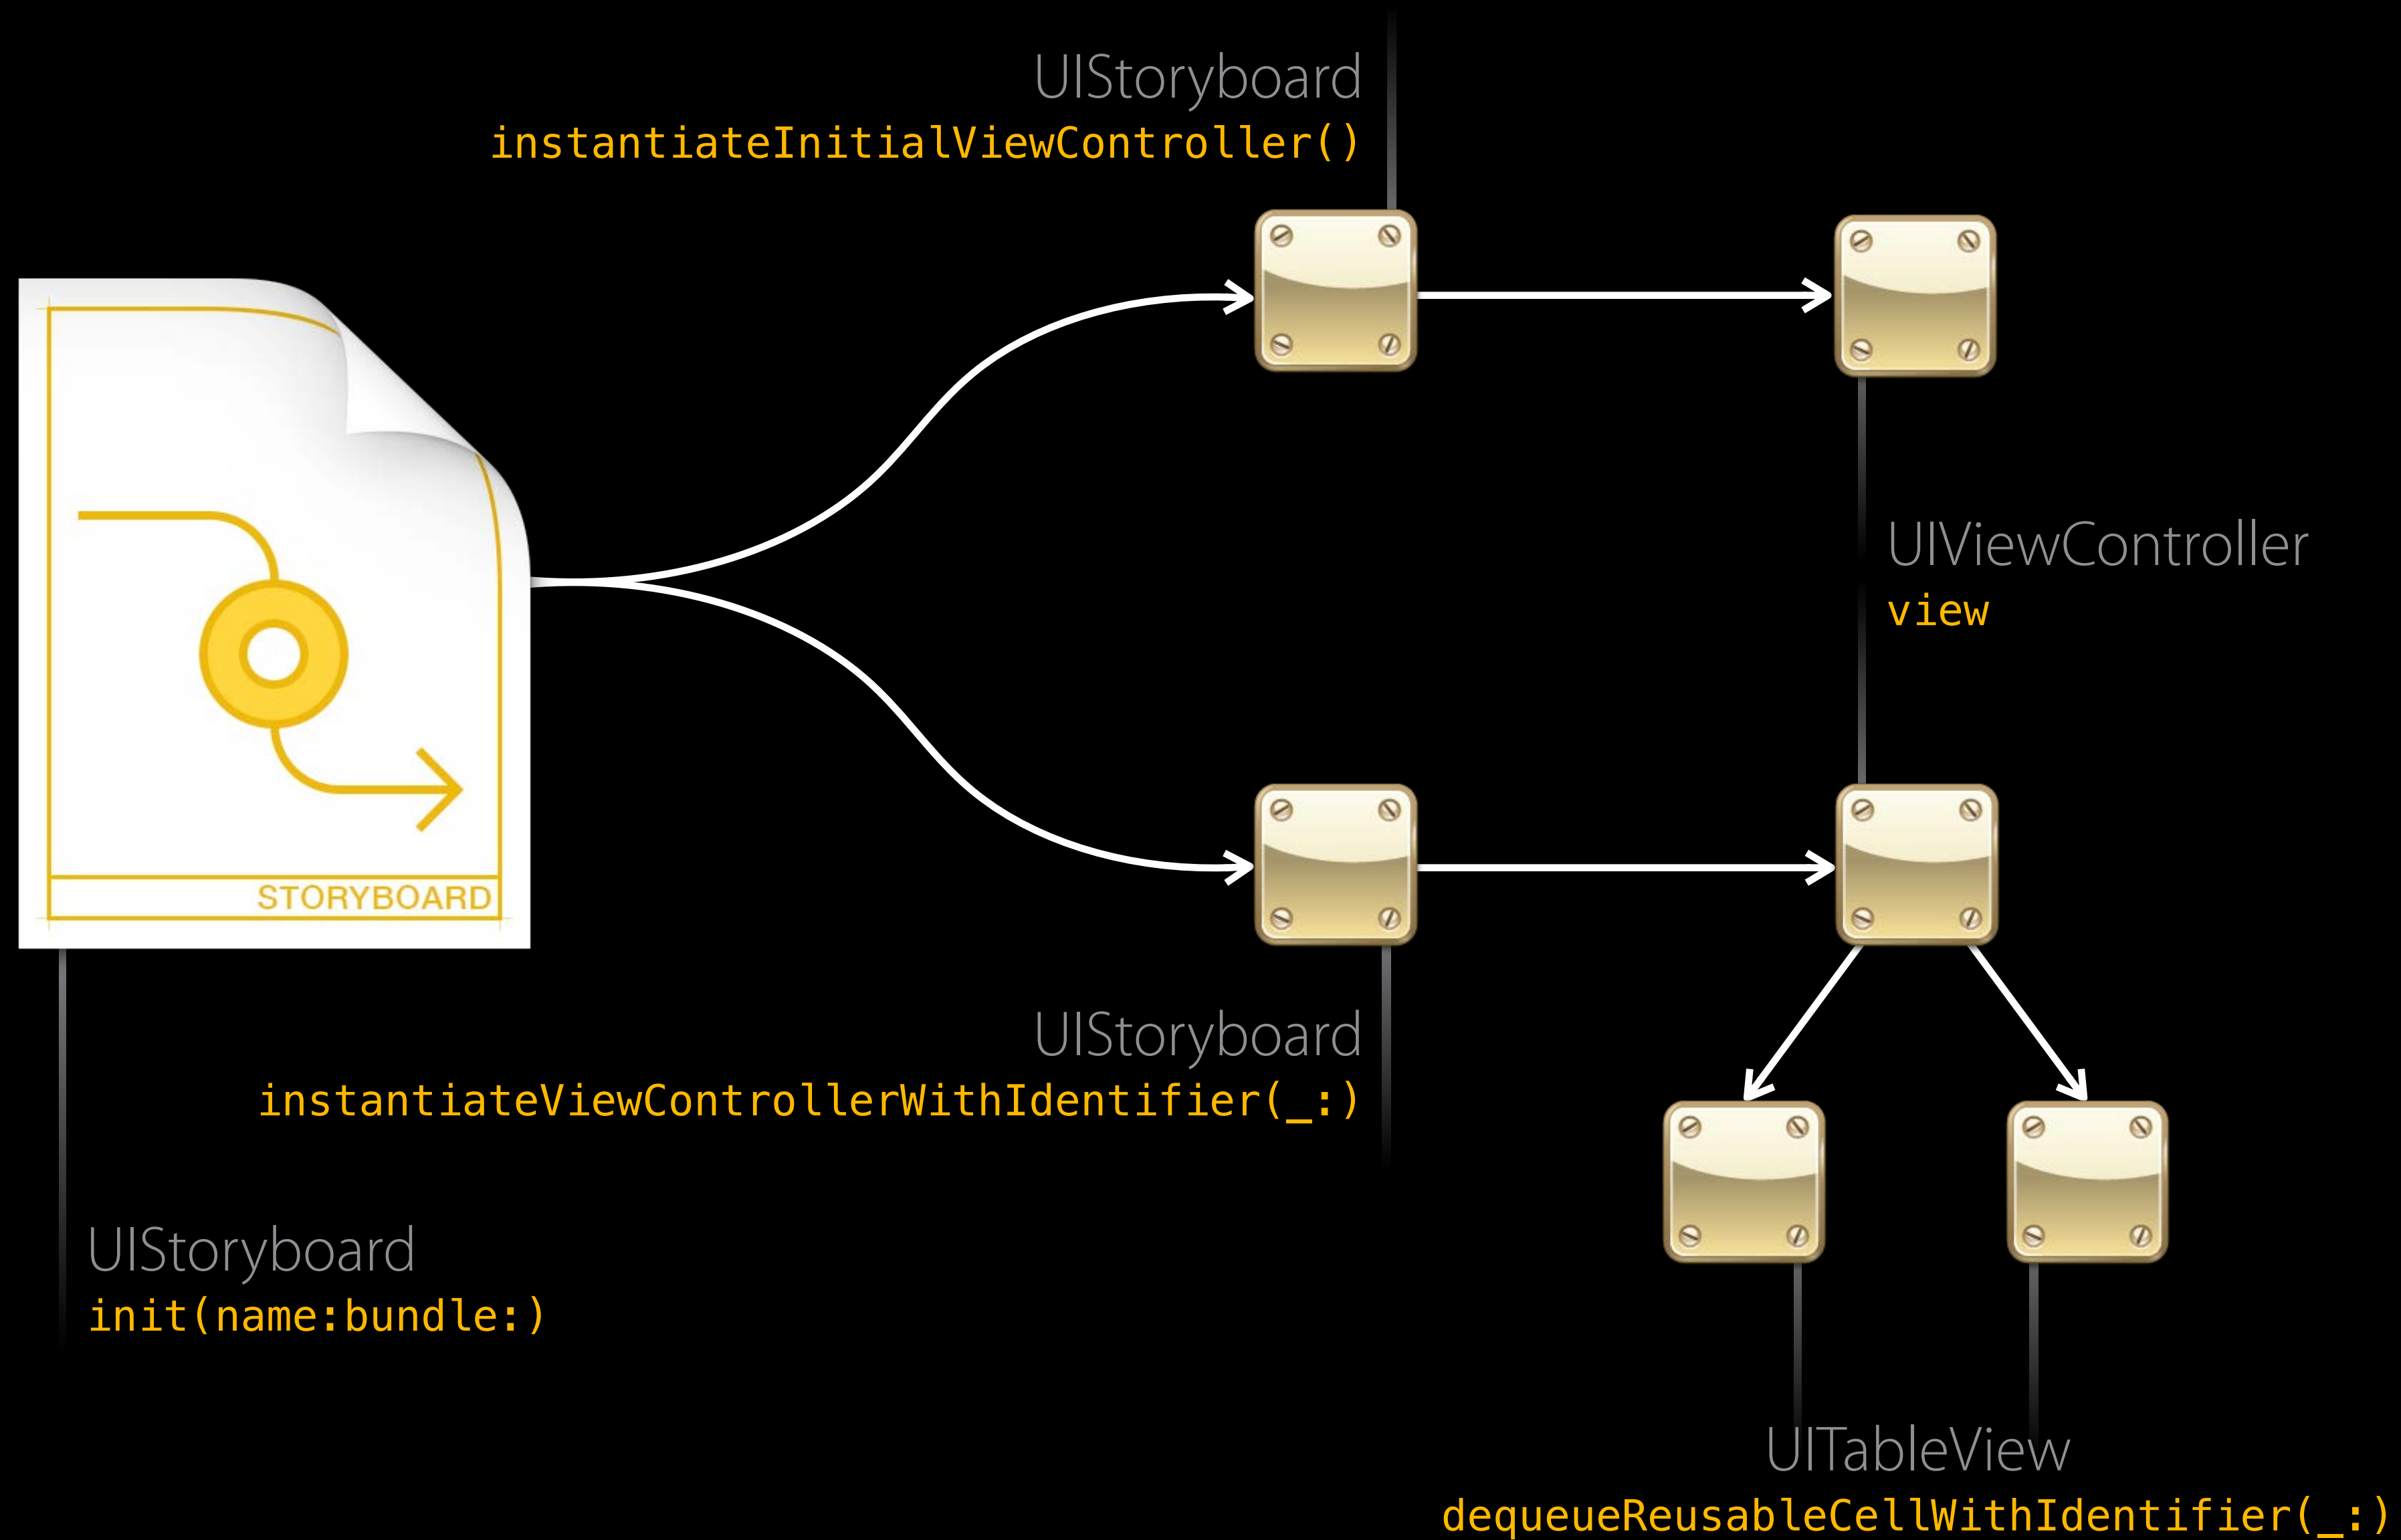 UIStoryboard
instantiateInitialViewController()
UIViewController
view
STORYBOARD
UIStoryboard
instantiateViewControllerWithIdentifier(_:)
UIStoryboard
init(name:bundle:)
UITableView
dequeueReusableCellWithIdentifier(_:)